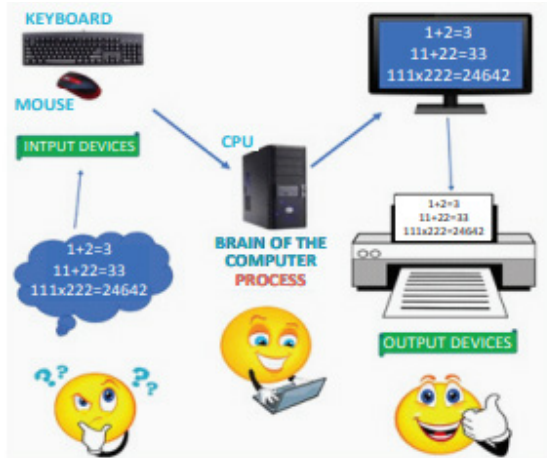 KEYBOARD
MOUSE
INTPUT DEVICES
1+2=3
11+22=33
111x222=24642
??
??
CPU
BRAIN OF THE
COMPUTER
PROCESS
1+2=3
11+22=33
111x222=24642
1+2=3
11+22=33
111x222=24642
OUTPUT DEVICES